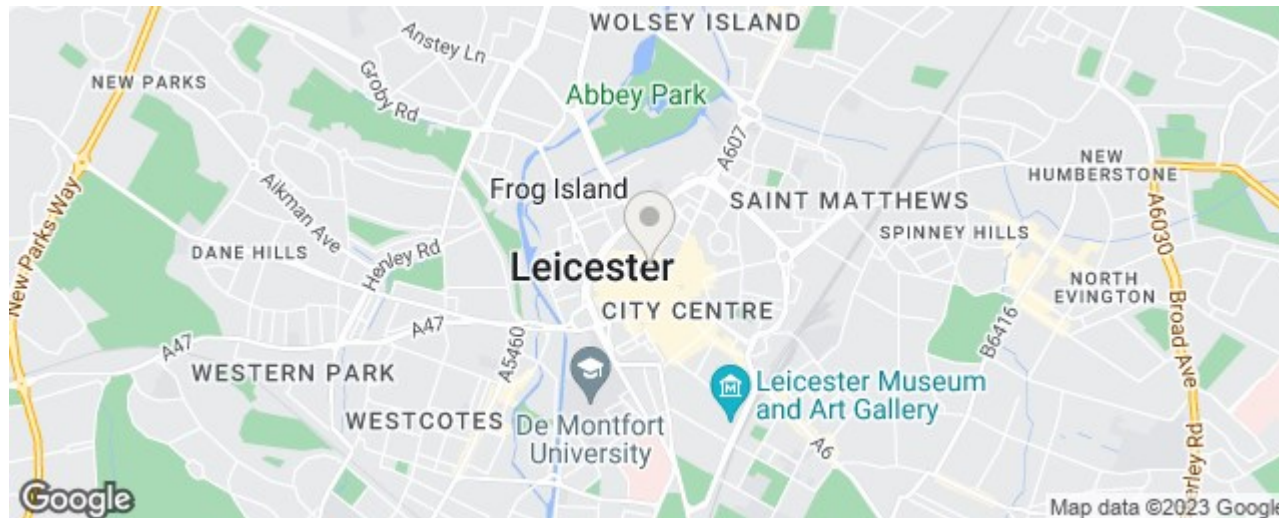 WOLSEY ISLAND
Anstey Ln
NEW PARKS
Groby Rd
Abbey Park
A607
NEW
HUMBERSTONE
Frog Island
Aikman Ave
SAINT MATTHEWS
A6030
New Parks Way
DANE HILLS
Henley Rd
SPINNEY HILLS
Leicester
NORTH
EVINGTON
CITY CENTRE
Broad Ave
B6416
A47
A47
A5460
WESTERN PARK
Leicester Museum
and Art Gallery
WESTCOTES
De Montfort
University
A6
erley Rd
Google
Map data ©2023 Google